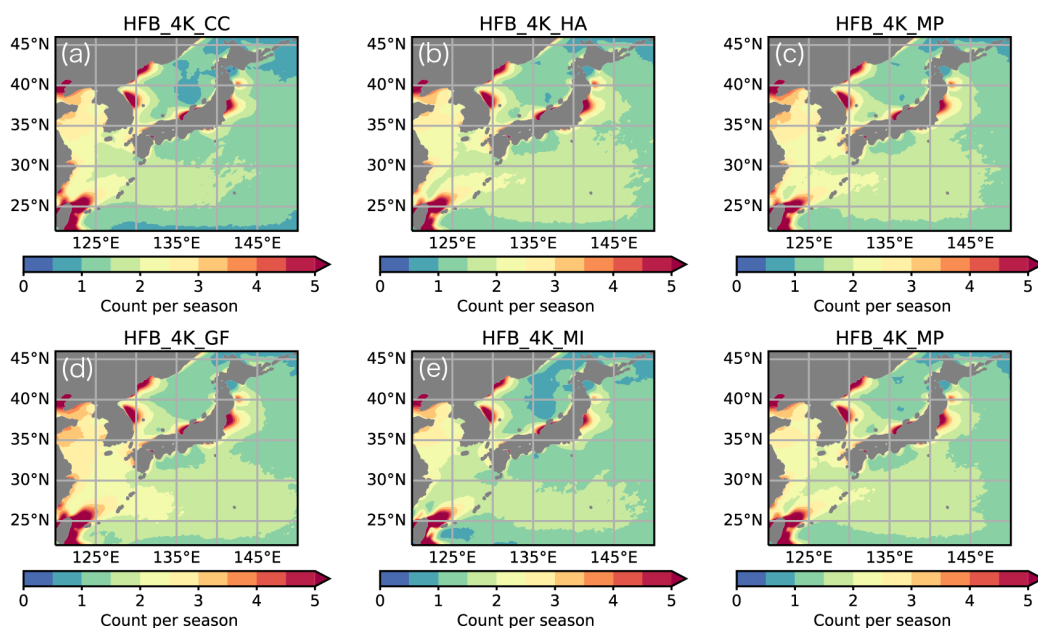 HFB_4K_CC
(a)
45°N
40°N
35°N
30°N
25°N
125°E 135°E 145°E
0 1 2 3 4 5
Count per season
HFB_4K_HA
(b)
45°N
40°N
35°N
30°N
25°N
125°E 135°E 145°E
0 1 2 3 4 5
Count per season
HFB_4K_MP
(c)
45°N
40°N
35°N
30°N
25°N
125°E 135°E 145°E
0 1 2 3 4 5
Count per season
HFB_4K_GF
(d)
45°N
40°N
35°N
30°N
25°N
125°E 135°E 145°E
0 1 2 3 4 5
Count per season
HFB_4K_MI
(e)
45°N
40°N
35°N
30°N
25°N
125°E 135°E 145°E
0 1 2 3 4 5
Count per season
HFB_4K_MP
45°N
40°N
35°N
30°N
25°N
125°E 135°E 145°E
0 1 2 3 4 5
Count per season